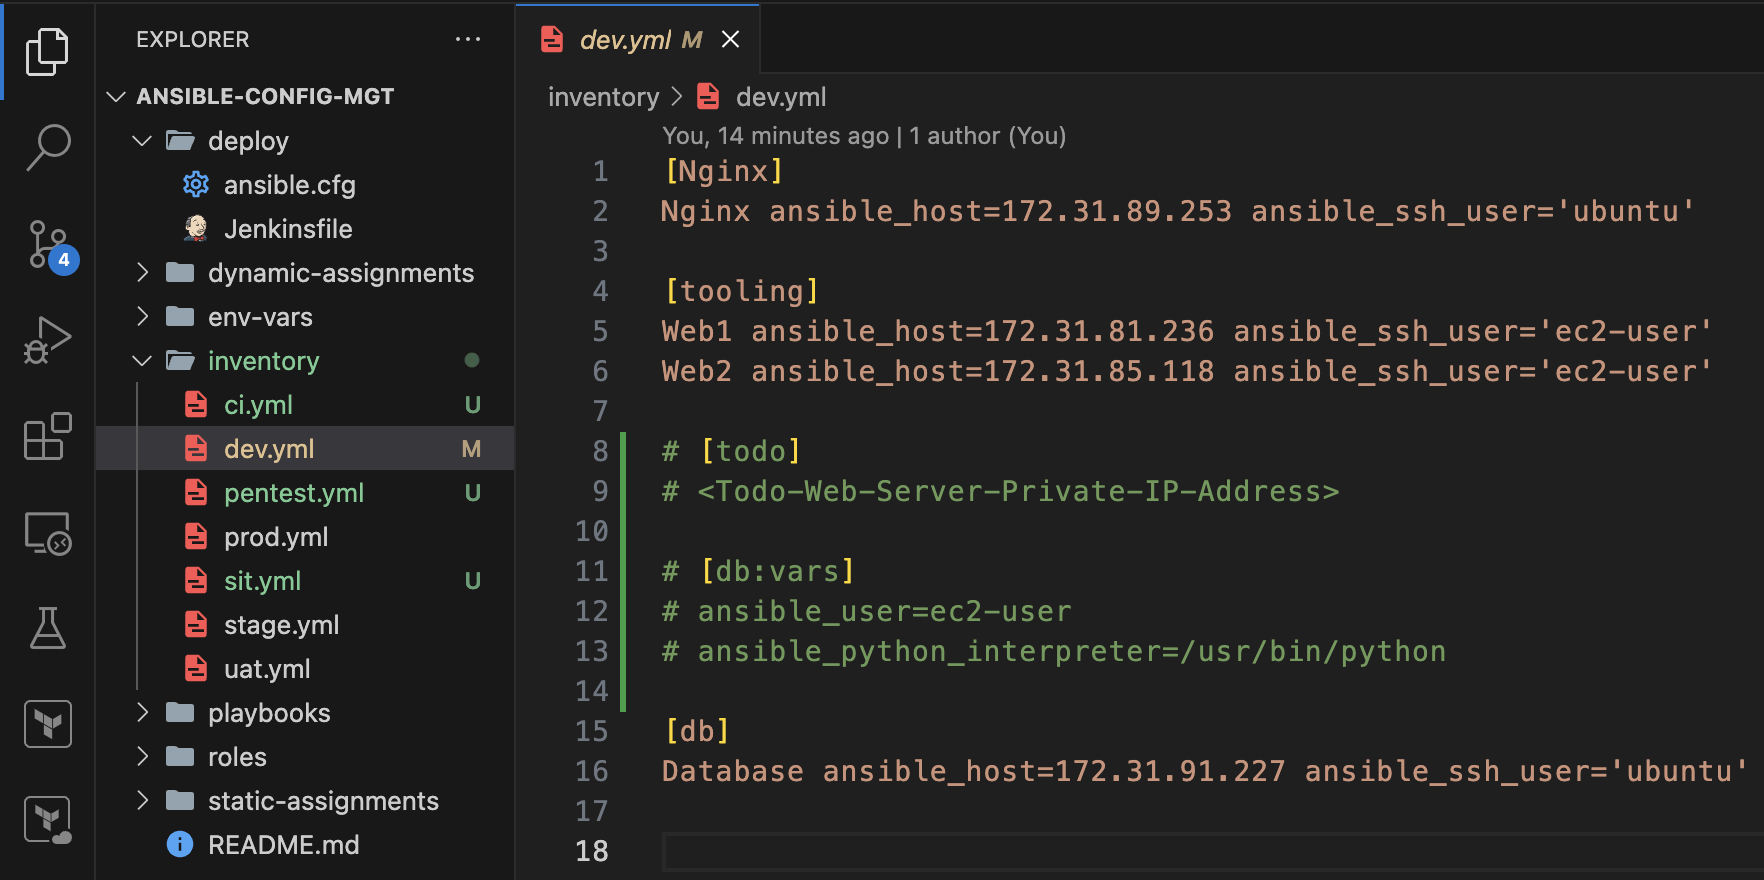 EXPLORER
ANSIBLE-CONFIG-MGT
deploy
ansible.cfg
Jenkinsfile
dynamic-assignments
env-vars
inventory
ci.yml U
dev.yml M
pentest.yml U
prod.yml
sit.yml U
stage.yml
uat.yml
playbooks
roles
static-assignments
README.md
4
dev.yml M
inventory > dev.yml
You, 14 minutes ago | 1 author (You)
1 [Nginx]
2 Nginx ansible_host=172.31.89.253 ansible_ssh_user='ubuntu'
3
4 [tooling]
5 Web1 ansible_host=172.31.81.236 ansible_ssh_user='ec2-user'
6 Web2 ansible_host=172.31.85.118 ansible_ssh_user='ec2-user'
7
8 # [todo]
9 # <Todo-Web-Server-Private-IP-Address>
10
11 # [db:vars]
12 # ansible_user=ec2-user
13 # ansible_python_interpreter=/usr/bin/python
14
15 [db]
16 Database ansible_host=172.31.91.227 ansible_ssh_user='ubuntu'
17
18